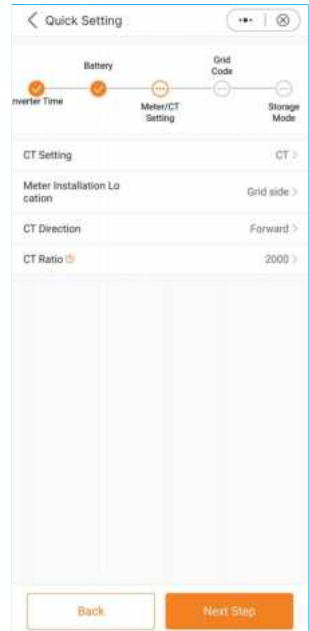 Quick Setting
Battery
Grid
Code
nverter Time
Meter/CT
Setting
Storage
Mode
CT Setting
CT
Meter Installation Lo
cation
Grid side
CT Direction
Forward
CT Ratio
2000
Back
Next Step